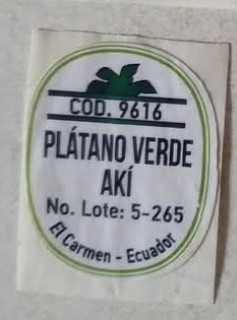 COD. 9616
PLÁTANO VERDE
AKÍ
No. Lote: 5-265
El Carmen - Ecuador